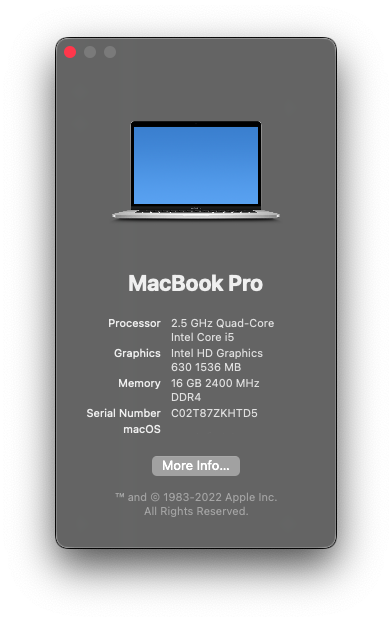 MacBook Pro
Processor 2.5 GHz Quad-Core
Intel Core i5
Graphics Intel HD Graphics
630 1536 MB
Memory 16 GB 2400 MHz
DDR4
Serial Number C02T87ZKHTD5
macOS
More Info...
™ and © 1983-2022 Apple Inc.
All Rights Reserved.